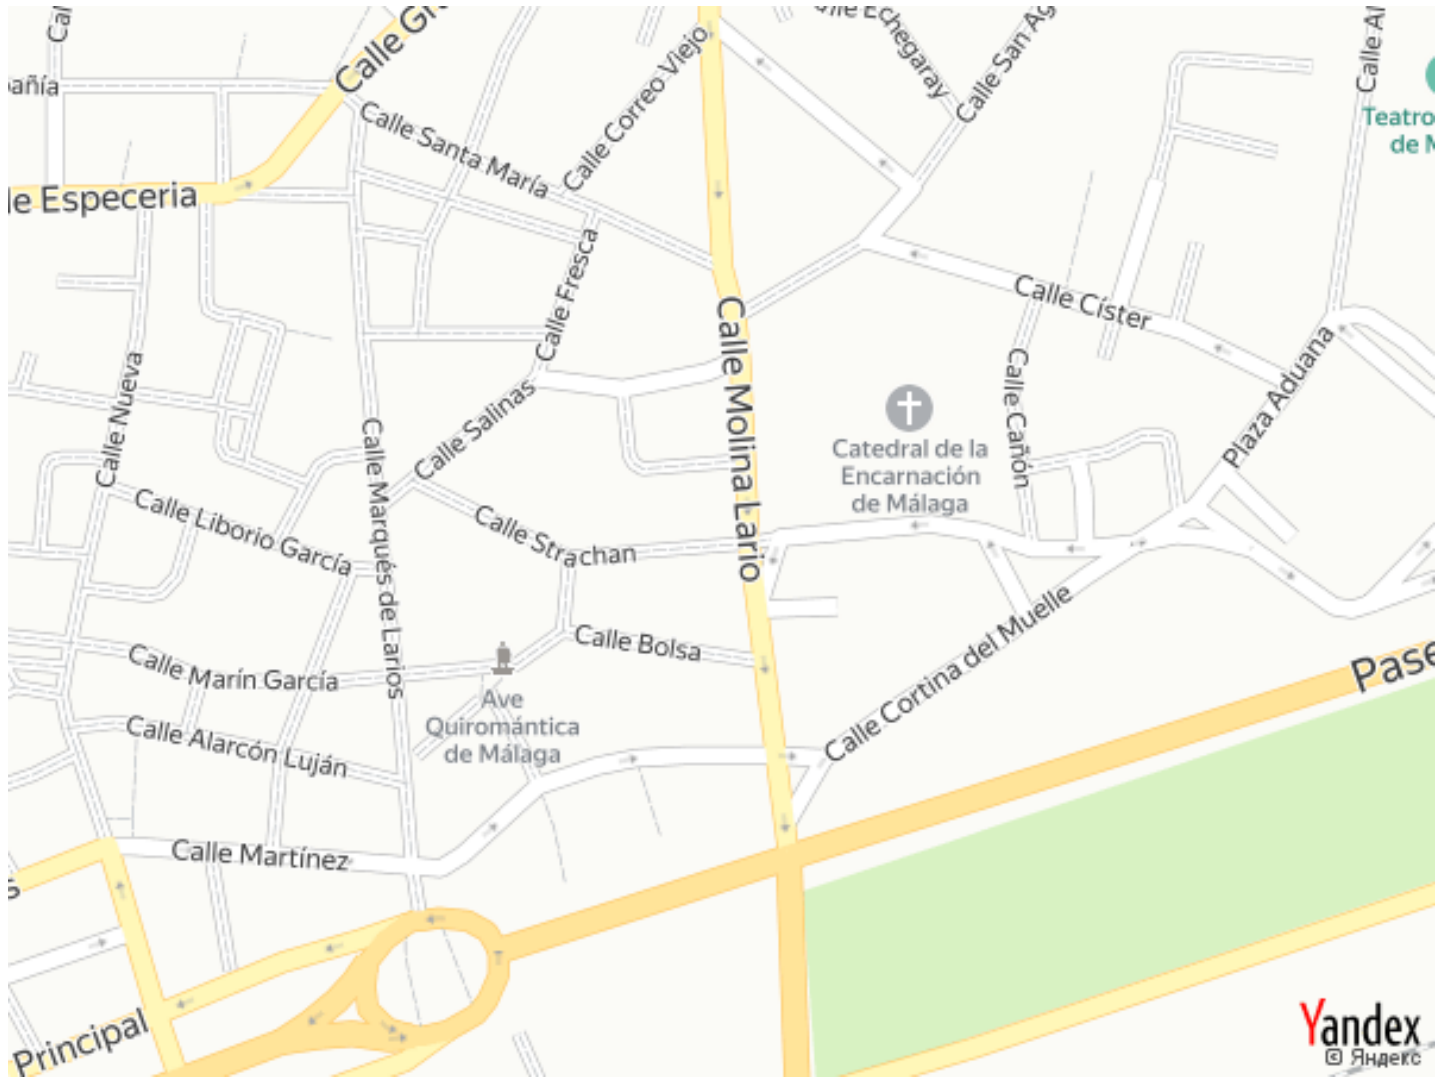 Calle
añía
Calle Santa María
Calle Correo Viejo
Echegaray
Calle San
Calle
Teatro
de
Especeria
Calle Fresca
Calle Císter
Calle Nueva
Calle Salinas
Calle Molina Lario
Calle Cañón
Plaza Aduana
Catedral de la
Encarnación
de Málaga
Calle Marqués de Larios
Calle Liborio García
Calle Strachan
Calle Bolsa
Calle Marín García
Ave
Quiromántica
de Málaga
Calle Alarcón Luján
Calle Cortina del Muelle
Pase
Calle Martínez
Principal
Yandex
© Яндекс